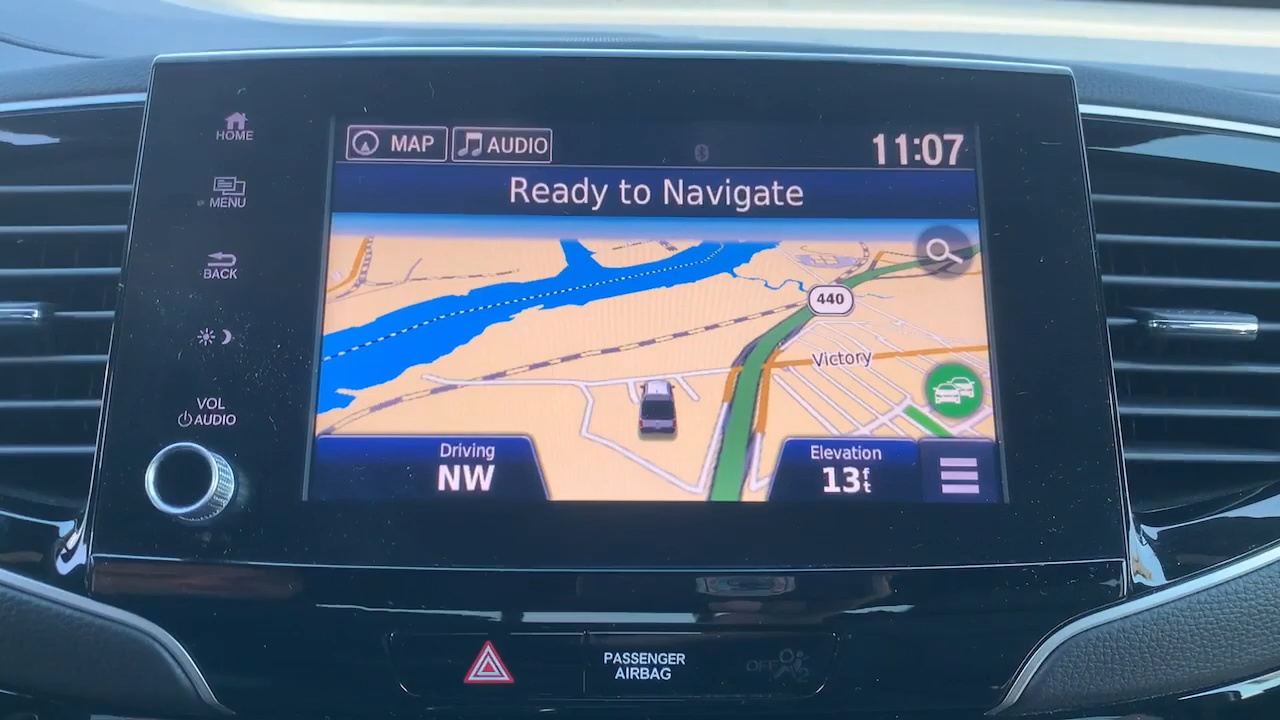 HOME
MENU
BACK
VOL
AUDIO
MAP
AUDIO
11:07
Ready to Navigate
440
Victory
Driving
NW
Elevation
13ft
PASSENGER
AIRBAG
OFF